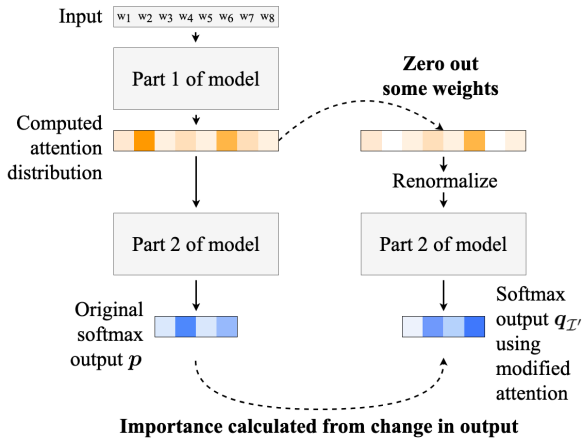 Input
w1 w2 w3 w4 w5 w6 w7 w8
Part 1 of model
Zero out
some weights
Computed
attention
distribution
Renormalize
Part 2 of model
Part 2 of model
Original
softmax
output p
Softmax
output qI′
using
modified
attention
Importance calculated from change in output